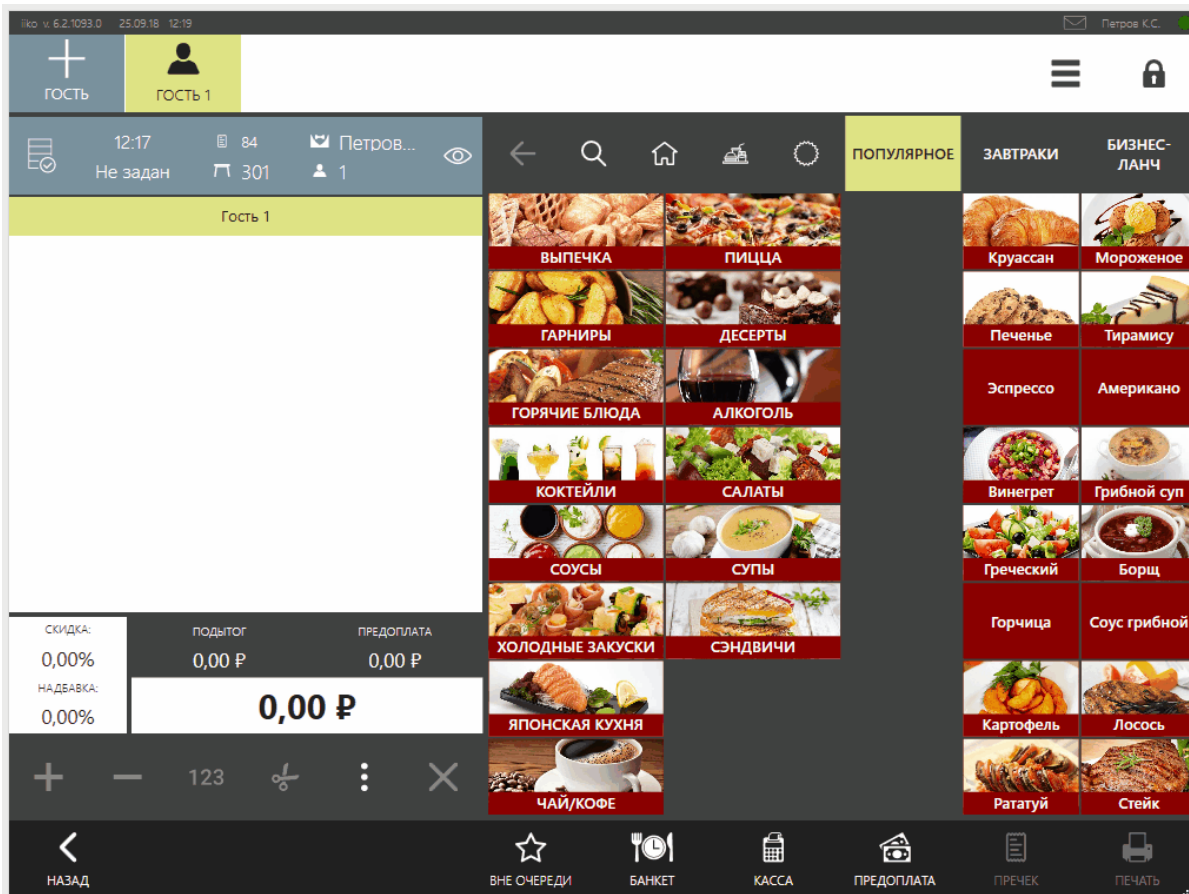 iiko v. 6.2.1093.0 25.09.18 12:19 Петров К.С.
ГОСТЬ ГОСТЬ 1
12:17 84 Петров...
Не задан 301 1
ПОПУЛЯРНОЕ ЗАВТРАКИ БИЗНЕС-
ЛАНЧ
Гость 1
ВЫПЕЧКА ПИЦЦА Круассан Мороженое
ГАРНИРЫ ДЕСЕРТЫ Печенье Тирамису
Эспрессо Американо
ГОРЯЧИЕ БЛЮДА АЛКОГОЛЬ
КОКТЕЙЛИ САЛАТЫ Винегрет Грибной суп
СОУСЫ СУПЫ Греческий Борщ
Горчица Соус грибной
ХОЛОДНЫЕ ЗАКУСКИ СЭНДВИЧИ
ЯПОНСКАЯ КУХНЯ Картофель Лосось
ЧАЙ/КОФЕ Рататуй Стейк
СКИДКА: ПОДЫТОГ ПРЕДОПЛАТА
0,00% 0,00 ₽ 0,00 ₽
НАДБАВКА:
0,00% 0,00 ₽
123
НАЗАД ВНЕ ОЧЕРЕДИ БАНКЕТ КАССА ПРЕДОПЛАТА ПРЕЧЕК ПЕЧАТЬ